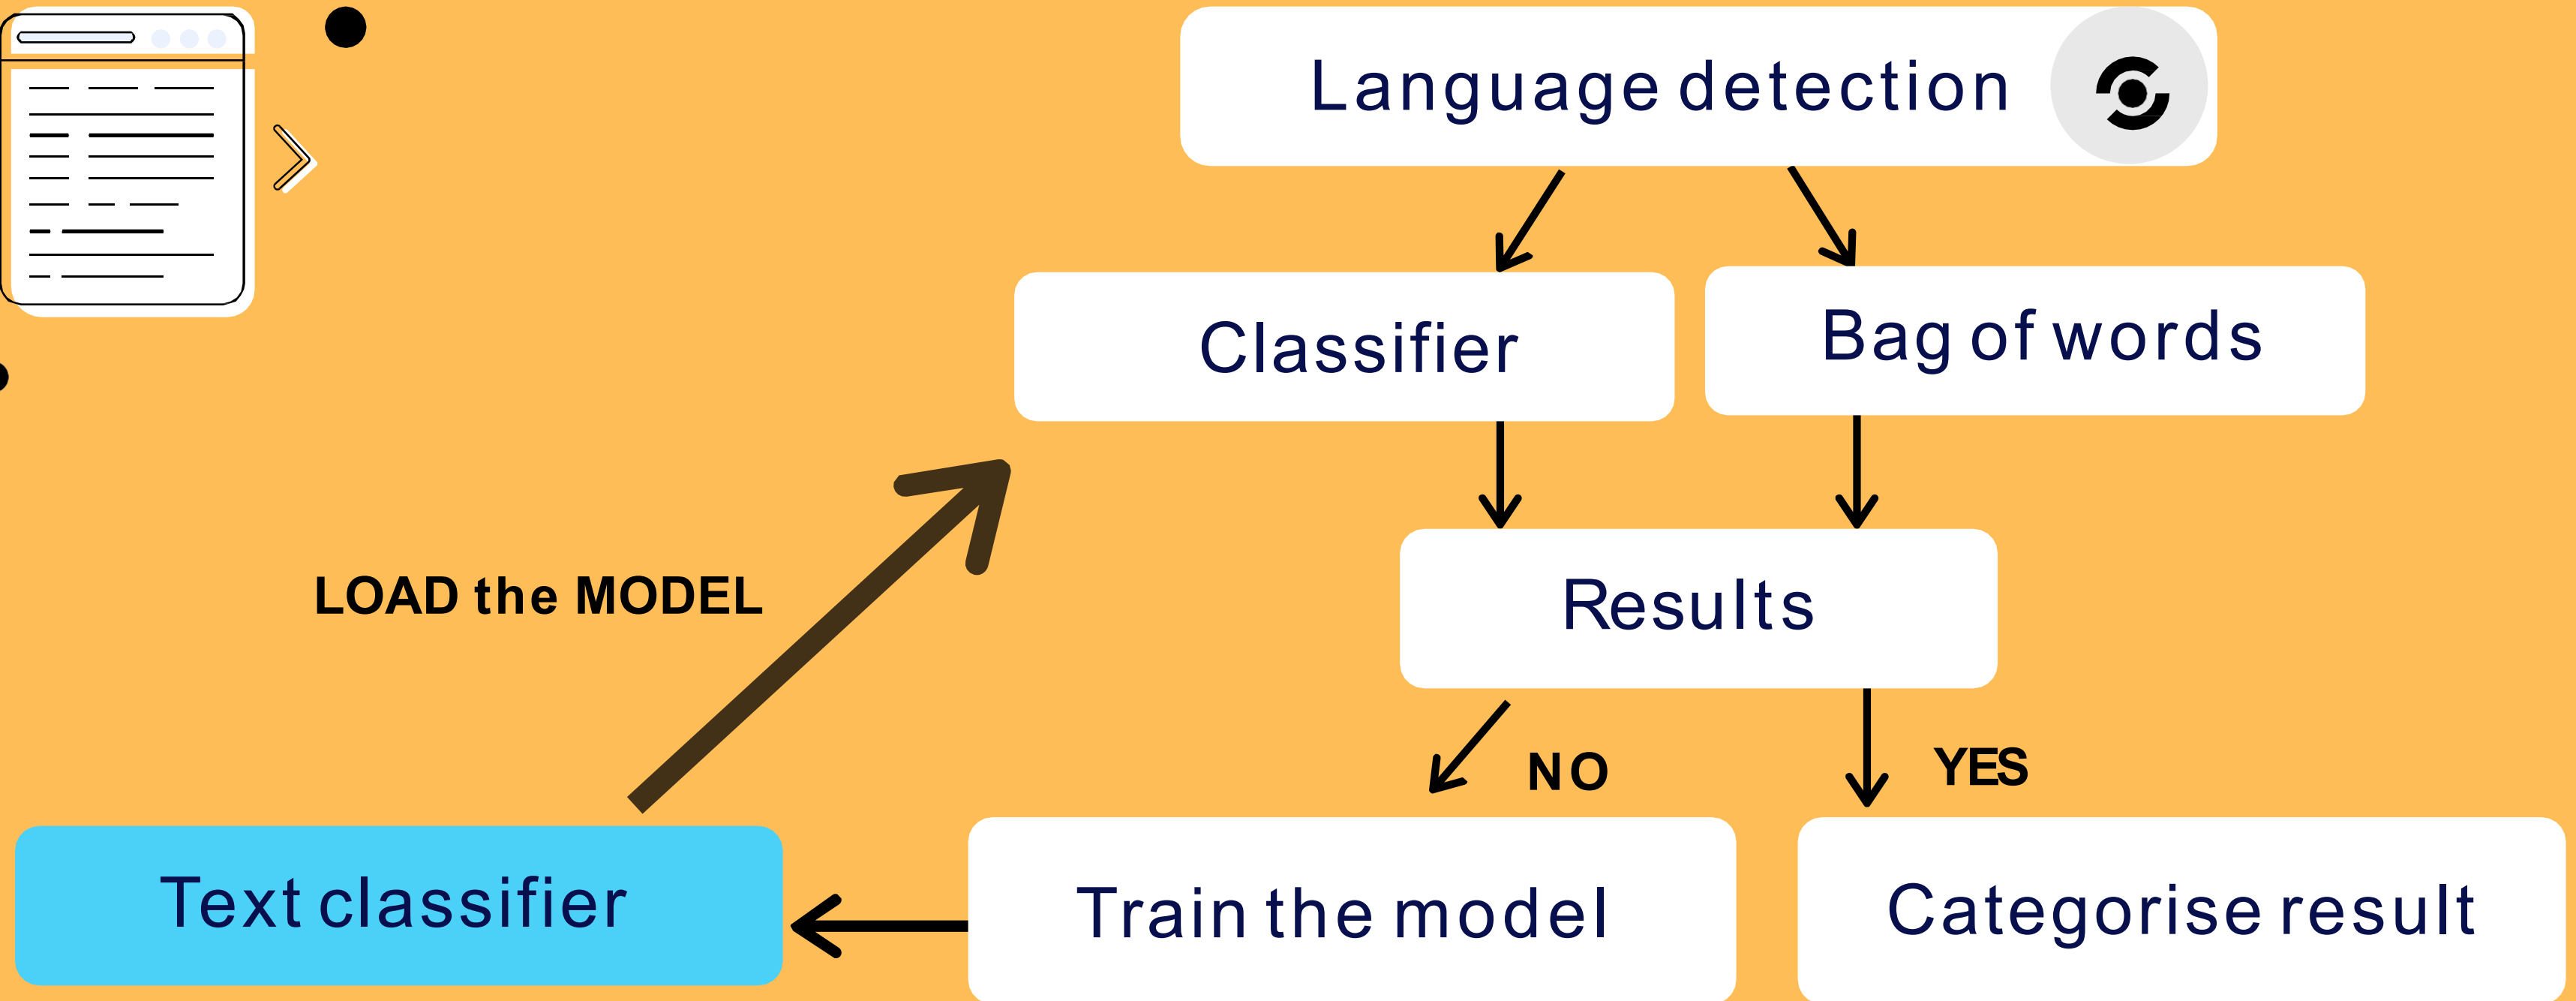 Language detection
Classifier
Bag of words
LOAD the MODEL
Results
NO
YES
Text classifier
Train the model
Categorise result